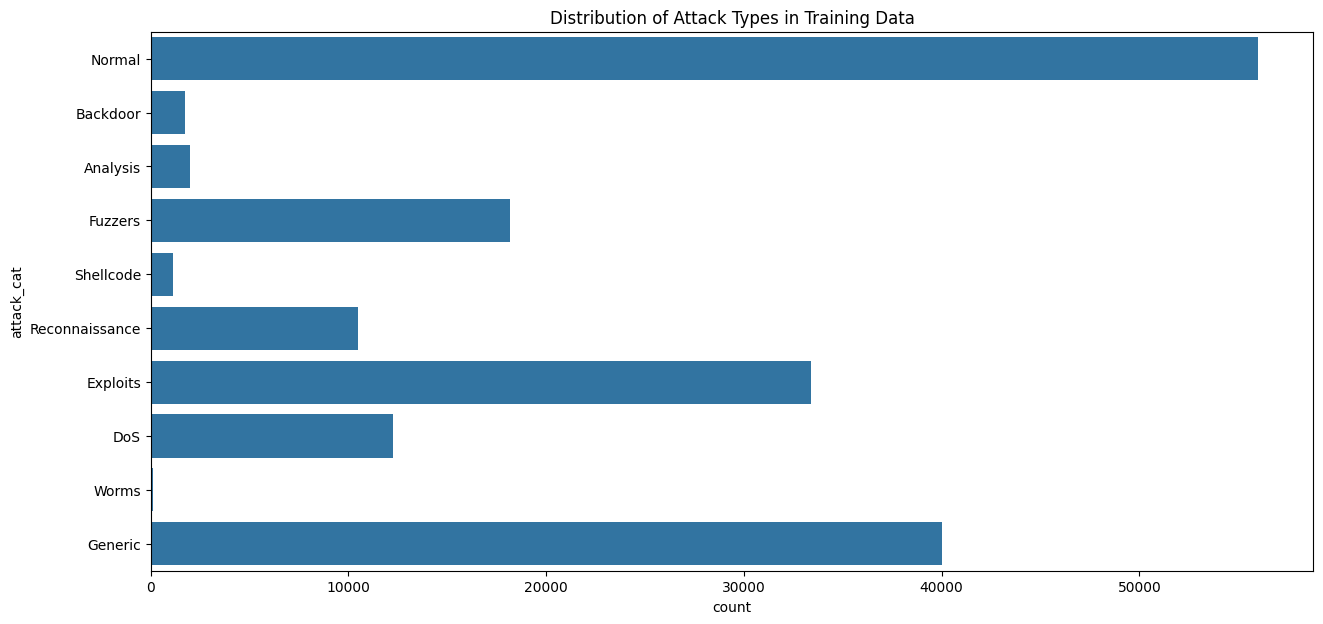 Distribution of Attack Types in Training Data
Normal
Backdoor
Analysis
Fuzzers
Shellcode
Reconnaissance
Exploits
DoS
Worms
Generic
attack_cat
0 10000 20000 30000 40000 50000
count